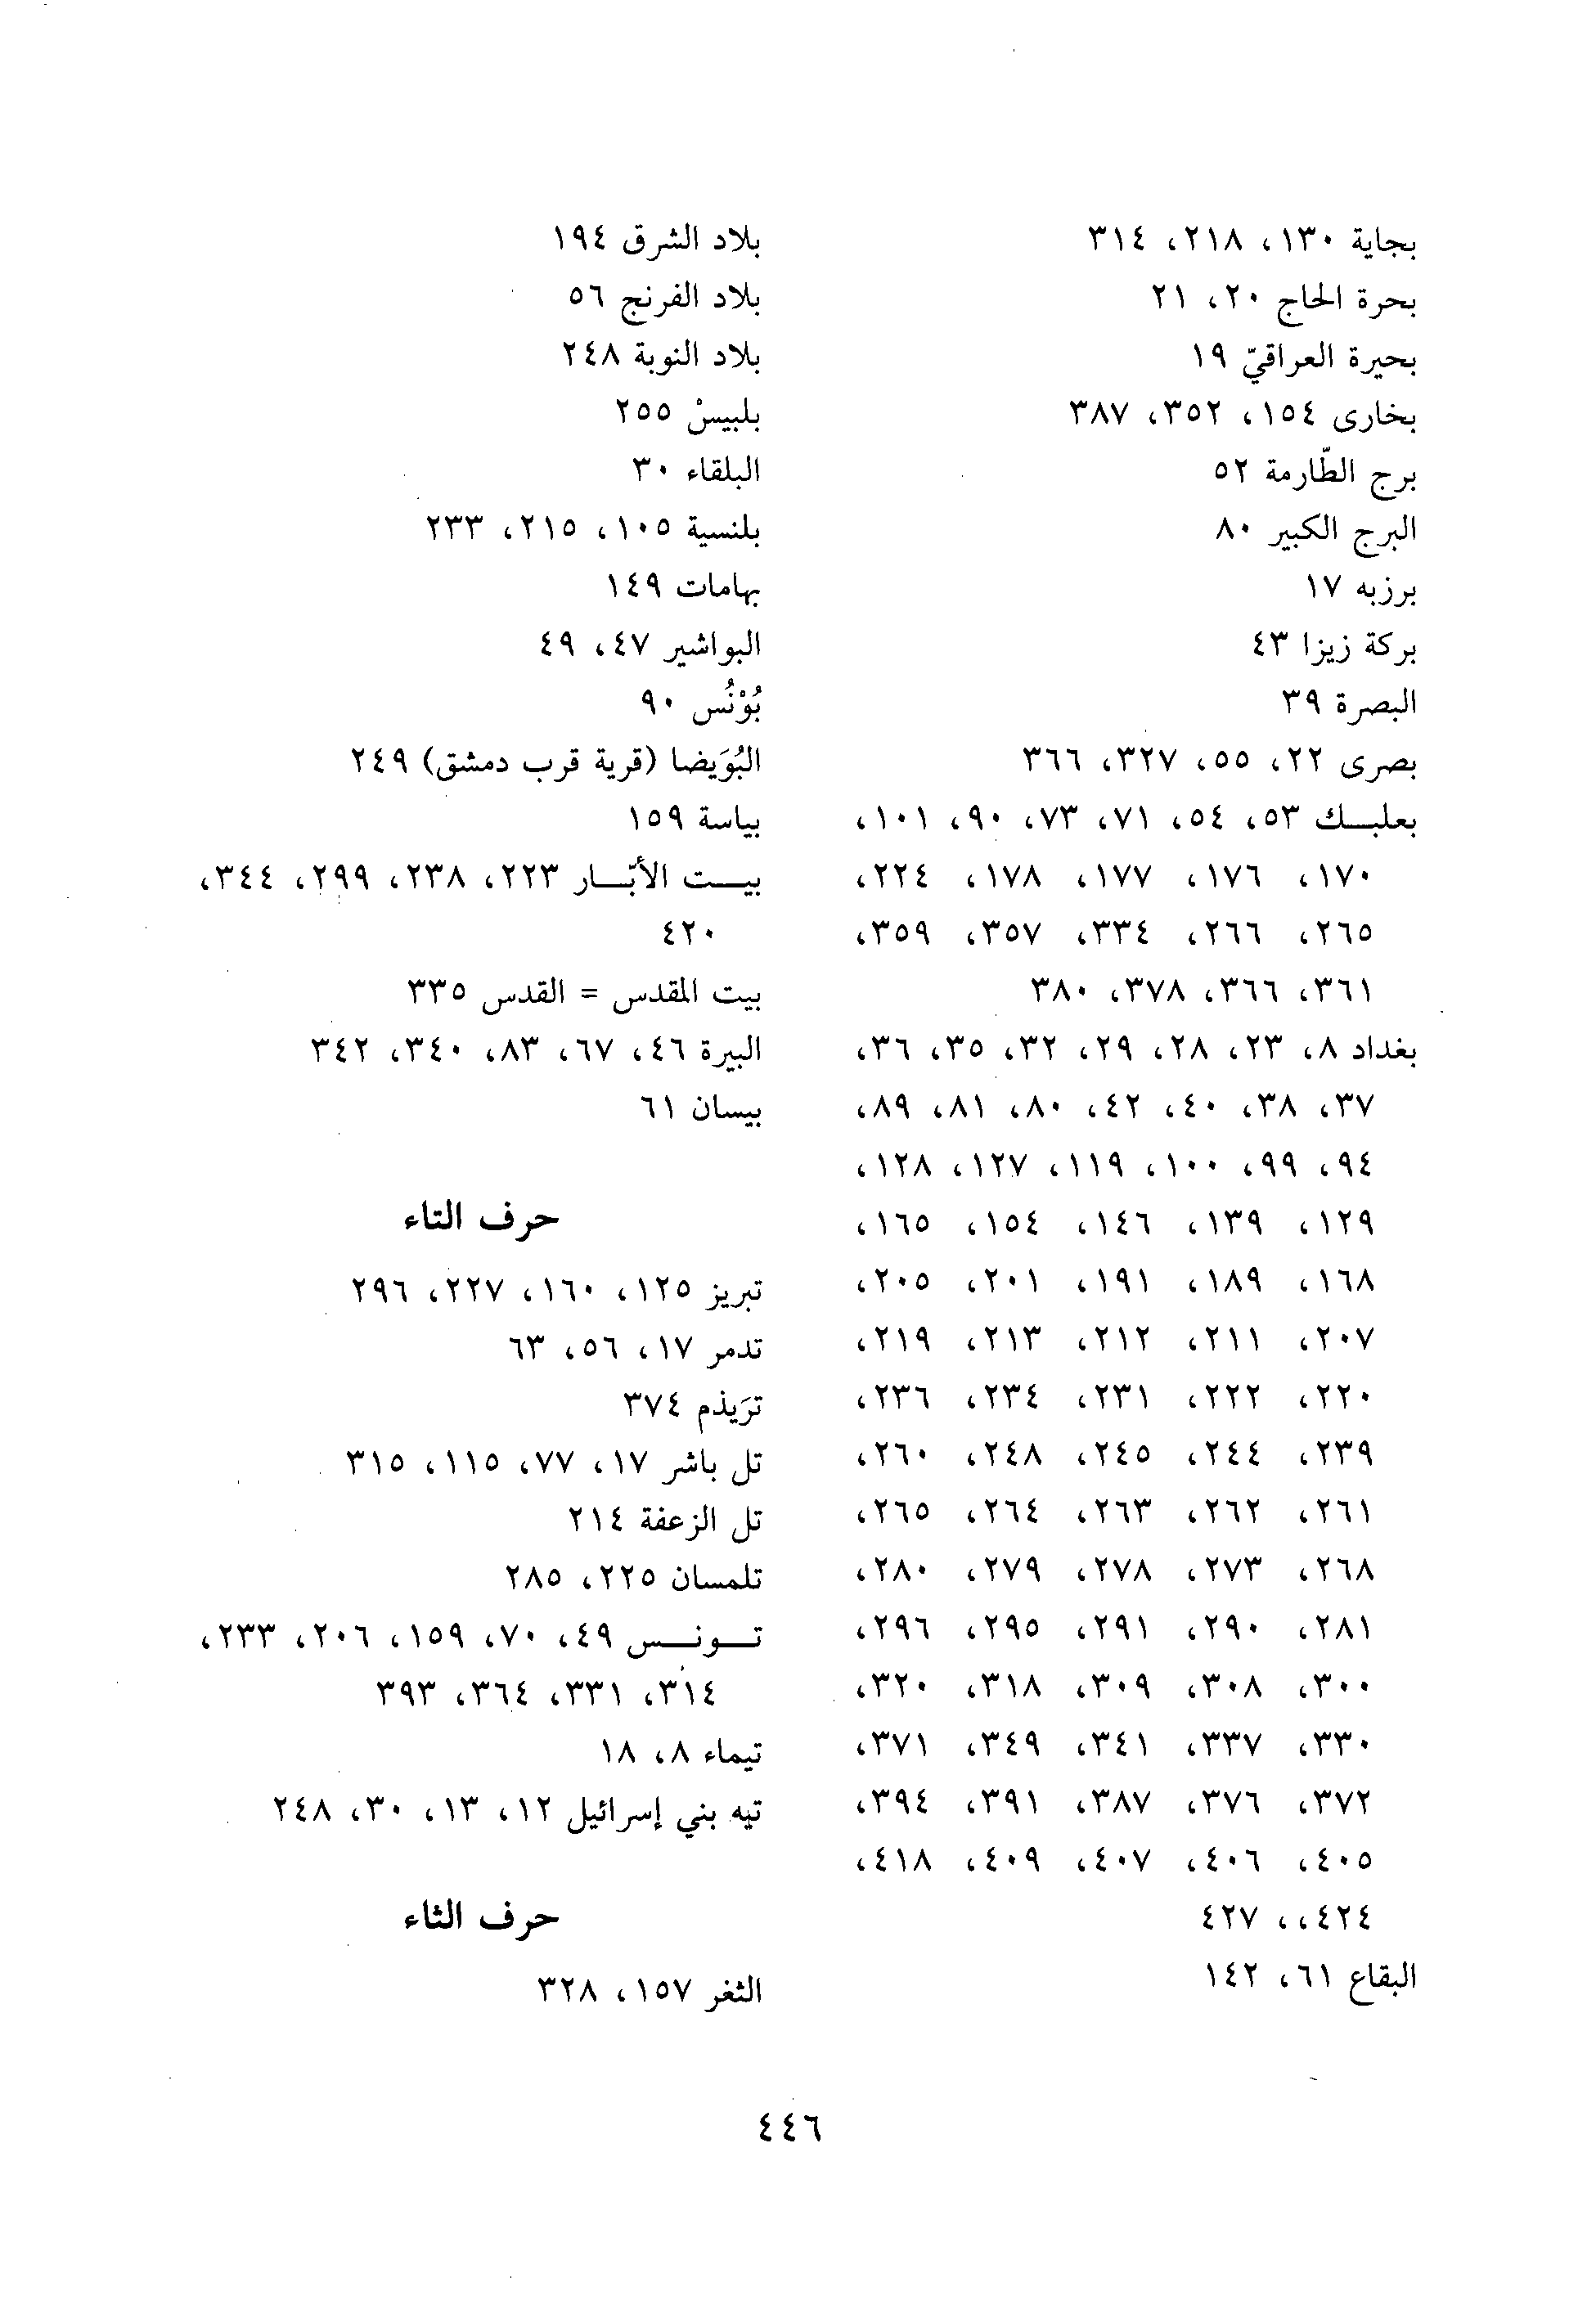 بجاية ١٣٠، ٢١٨، ٣١٤
بحرة الحاج ٢٠، ٢١
بحيرة العراقيّ ١٩
بخارى ١٥٤، ٣٥٢، ٣٨٧
برج الطّارمة ٥٢
البرج الكبير ٨٠
برزبه ١٧
بركة زيزا ٤٣
البصرة ٣٩
بصرى ٢٢، ٥٥، ٣٢٧، ٣٦٦
بعلبـــك ٥٣، ٥٤، ٧١، ٧٣، ٩٠، ١٠١،
١٧٠، ١٧٦، ١٧٧، ١٧٨، ٢٢٤،
٢٦٥، ٢٦٦، ٣٣٤، ٣٥٧، ٣٥٩،
٣٦١، ٣٦٦، ٣٧٨، ٣٨٠
بغداد ٨، ٢٣، ٢٨، ٢٩، ٣٢، ٣٥، ٣٦،
٣٧، ٣٨، ٤٠، ٤٢، ٨٠، ٨١، ٨٩،
٩٤، ٩٩، ١٠٠، ١١٩، ١٢٧، ١٢٨،
١٢٩، ١٣٩، ١٤٦، ١٥٤، ١٦٥،
١٦٨، ١٨٩، ١٩١، ٢٠١، ٢٠٥،
٢٠٧، ٢١١، ٢١٢، ٢١٣، ٢١٩،
٢٢٠، ٢٢٢، ٢٣١، ٢٣٤، ٢٣٦،
٢٣٩، ٢٤٤، ٢٤٥، ٢٤٨، ٢٦٠،
٢٦١، ٢٦٢، ٢٦٣، ٢٦٤، ٢٦٥،
٢٦٨، ٢٧٣، ٢٧٨، ٢٧٩، ٢٨٠،
٢٨١، ٢٩٠، ٢٩١، ٢٩٥، ٢٩٦،
٣٠٠، ٣٠٨، ٣٠٩، ٣١٨، ٣٢٠،
٣٣٠، ٣٣٧، ٣٤١، ٣٤٩، ٣٧١،
٣٧٢، ٣٧٦، ٣٨٧، ٣٩١، ٣٩٤،
٤٠٥، ٤٠٦، ٤٠٧، ٤٠٩، ٤١٨،
٤٢٤،، ٤٢٧
البقاع ٦١، ١٤٢
بلاد الشرق ١٩٤
بلاد الفرنج ٥٦
بلاد النوبة ٢٤٨
بلبيسْ ٢٥٥
البلقاء ٣٠
بلنسية ١٠٥، ٢١٥، ٢٣٣
بهامات ١٤٩
البواشير ٤٧، ٤٩
بُوْنُس ٩٠
البُوَيضا (قرية قرب دمشق) ٢٤٩
بياسة ١٥٩
بيـــت الأبّـــار ٢٢٣، ٢٣٨، ٢٩٩، ٣٤٤،
٤٢٠
بيت المقدس = القدس ٣٣٥
البيرة ٤٦، ٦٧، ٨٣، ٣٤٠، ٣٤٢
بيسان ٦١
حرف التاء
تبريز ١٢٥، ١٦٠، ٢٢٧، ٢٩٦
تدمر ١٧، ٥٦، ٦٣
ترَيذم ٣٧٤
تل باشر ١٧، ٧٧، ١١٥، ٣١٥
تل الزعفة ٢١٤
تلمسان ٢٢٥، ٢٨٥
تـــونـــس ٤٩، ٧٠، ١٥٩، ٢٠٦، ٢٣٣،
٣١٤، ٣٣١، ٣٦٤، ٣٩٣
تيماء ٨، ١٨
تيه بني إسرائيل ١٢، ١٣، ٣٠، ٢٤٨
حرف الثاء
الثغر ١٥٧، ٣٢٨
٤٤٦